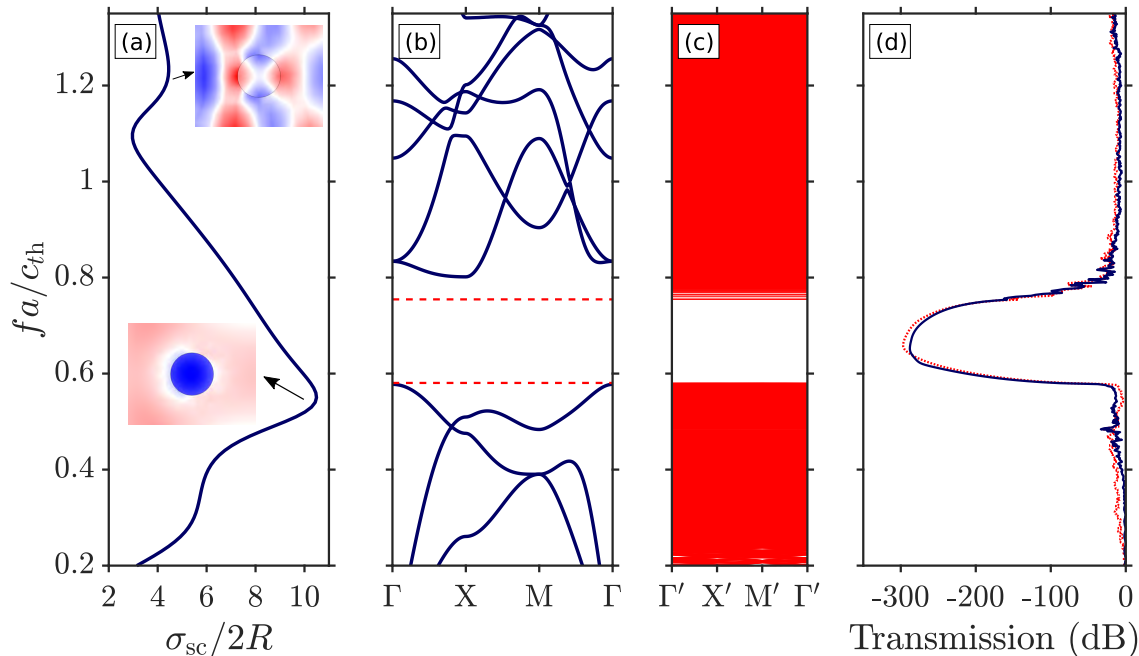 (a)
(b)
(c)
(d)
fa/c_th
1.2
1
0.8
0.6
0.4
0.2
2 4 6 8 10
σ_sc/2R
Γ X M Γ
Γ′ X′ M′ Γ′
-300 -200 -100 0
Transmission (dB)